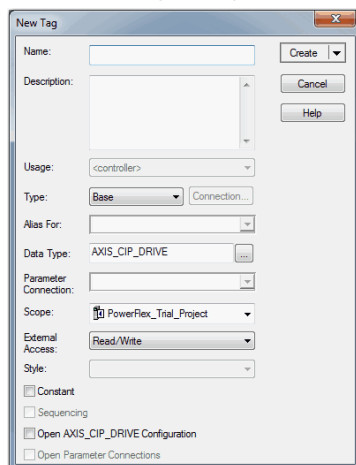 New Tag
Name:
Create
Description:
Cancel
Help
Usage: <controller>
Type: Base Connection...
Alias For:
Data Type: AXIS_CIP_DRIVE ...
Parameter
Connection:
Scope: PowerFlex_Trial_Project
External
Access: Read/Write
Style:
Constant
Sequencing
Open AXIS_CIP_DRIVE Configuration
Open Parameter Connections